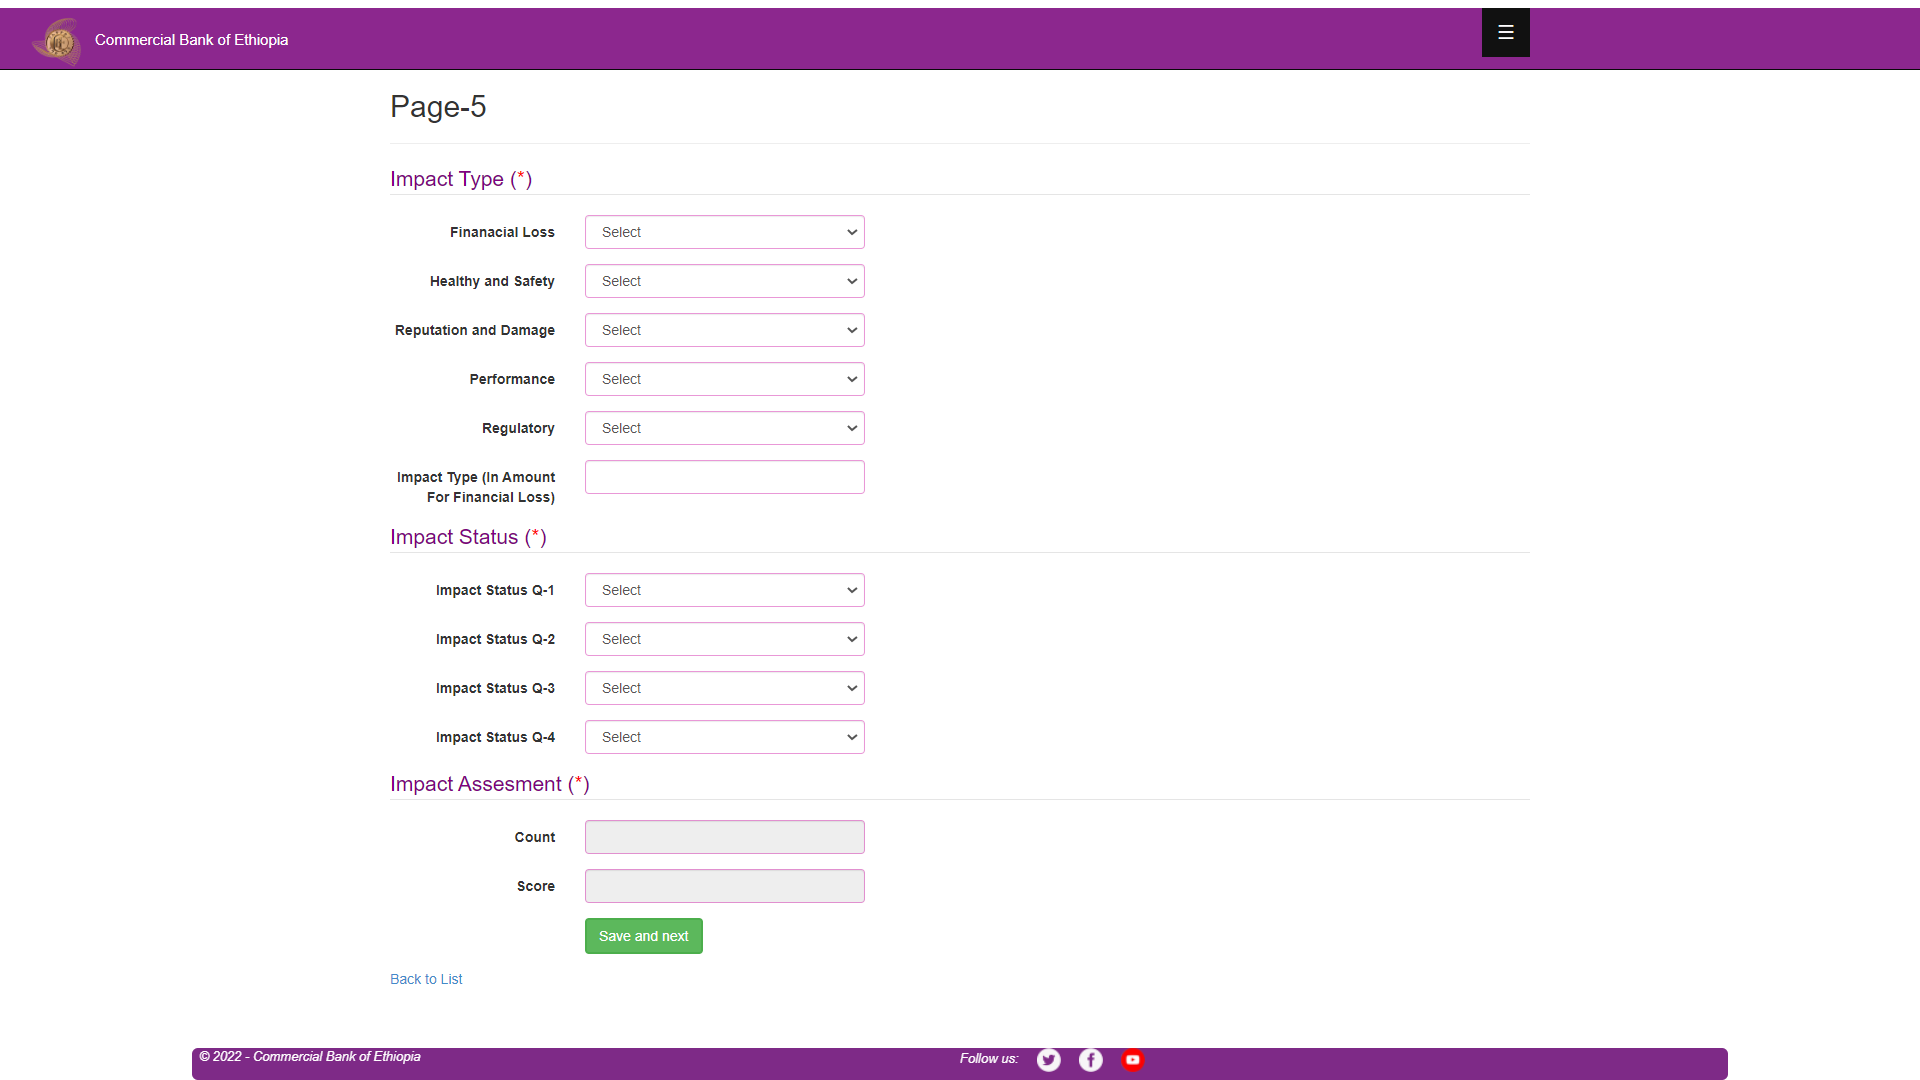 Commercial Bank of Ethiopia
Page-5
Impact Type (*)
Finanacial Loss Select
Healthy and Safety Select
Reputation and Damage Select
Performance Select
Regulatory Select
Impact Type (In Amount
For Financial Loss)
Impact Status (*)
Impact Status Q-1 Select
Impact Status Q-2 Select
Impact Status Q-3 Select
Impact Status Q-4 Select
Impact Assesment (*)
Count
Score
Save and next
Back to List
© 2022 - Commercial Bank of Ethiopia Follow us: